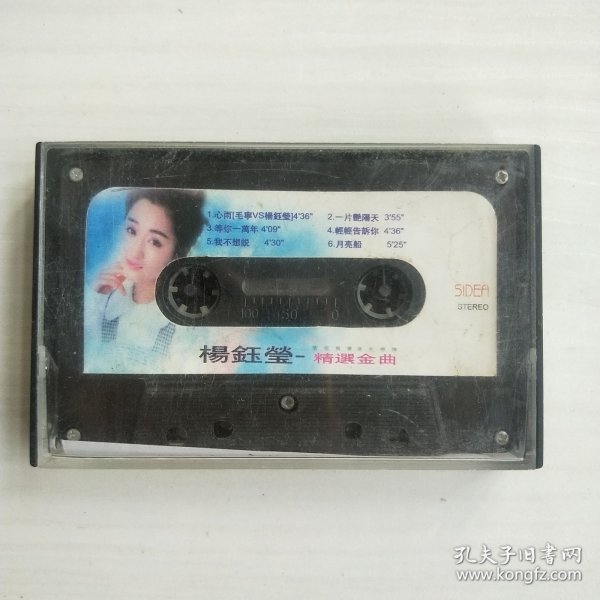 1.心雨[毛寧VS楊鈺瑩]4'36"
2.一片艷陽天 3'55"
3.等你一萬年 4'09"
4.輕輕告訴你 4'36"
5.我不想説 4'30"
6.月亮船 5'25"
SIDEA
STEREO
100 50 0
楊鈺瑩-精選金曲
孔夫子旧书网
www.kongfz.com